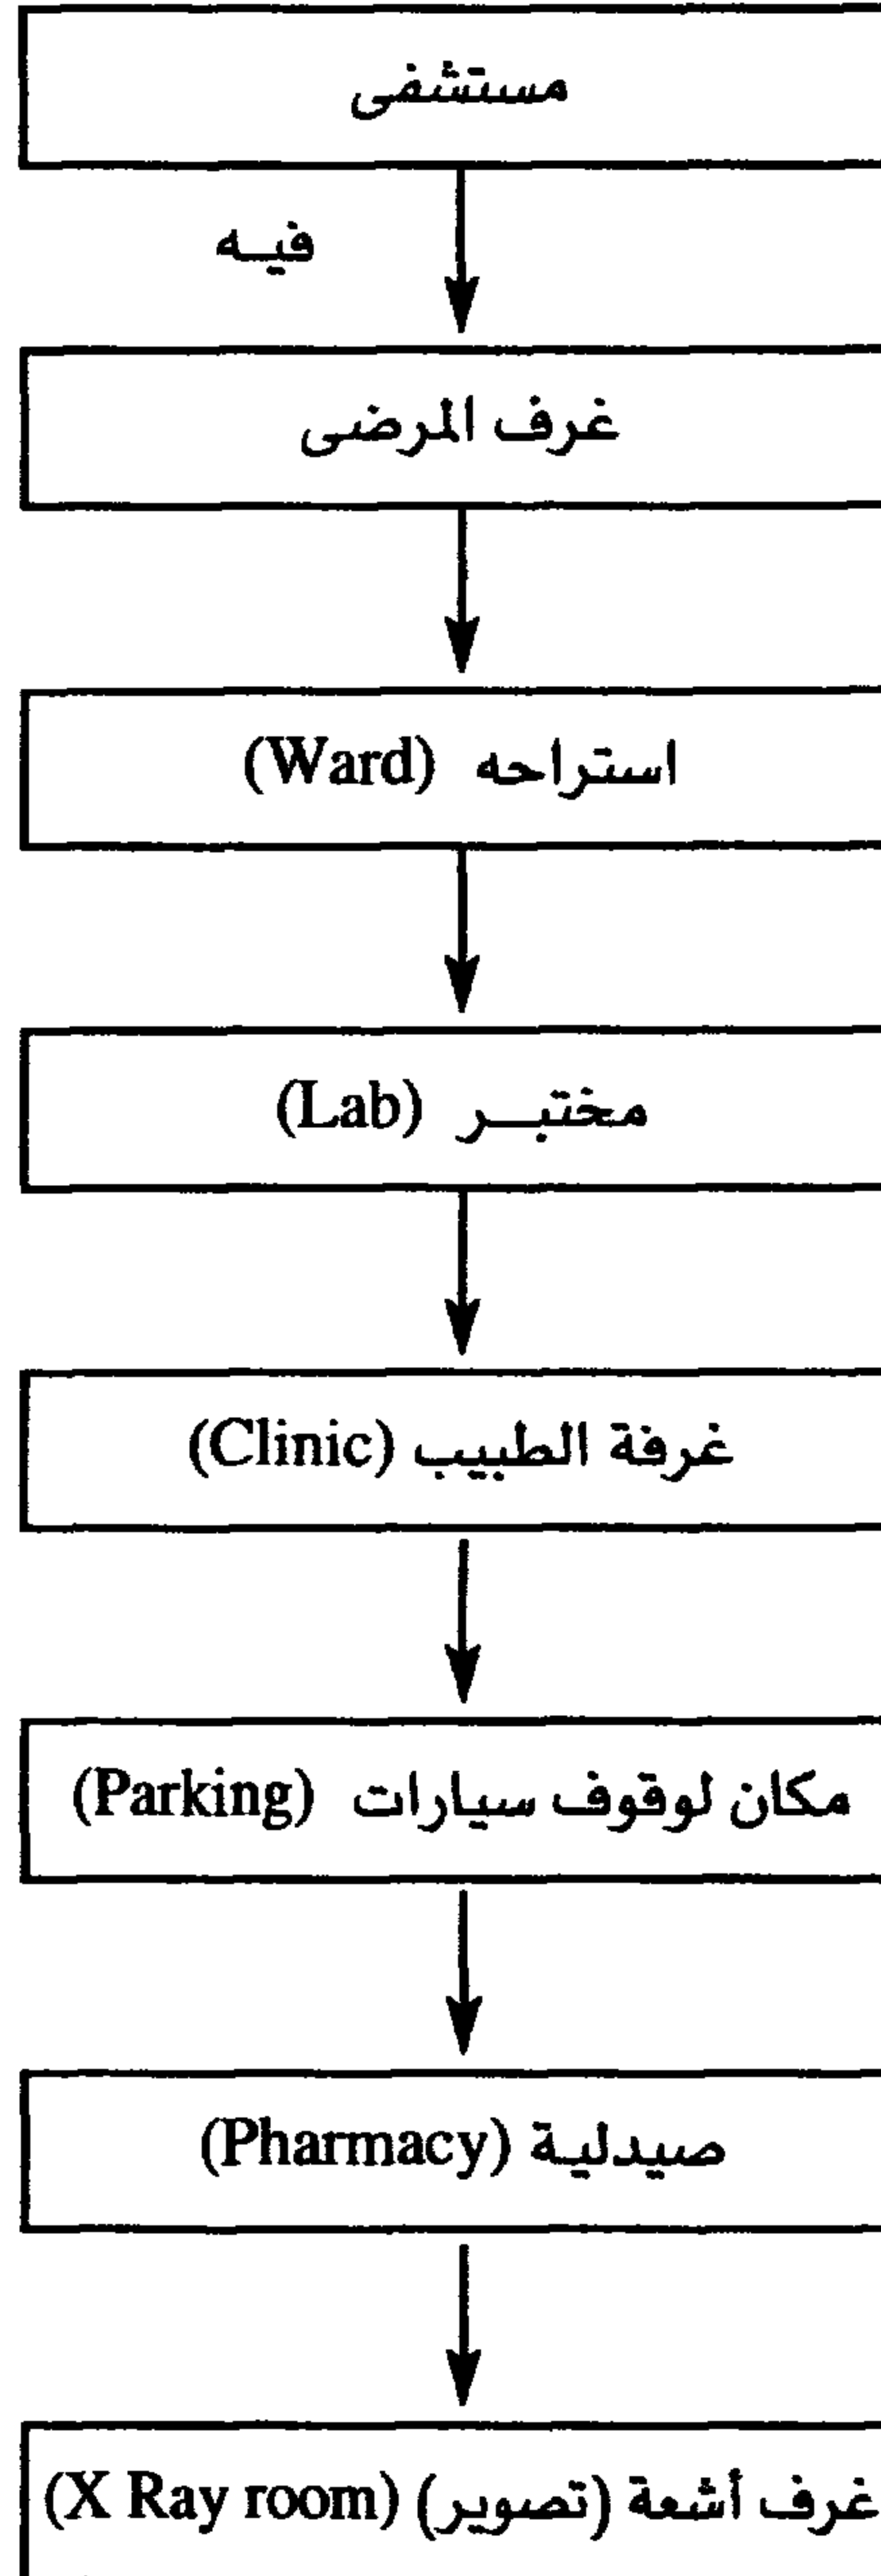 مستشفى
فيه
غرف المرضى
استراحه (Ward)
مختبر (Lab)
غرفة الطبيب (Clinic)
مكان لوقوف سيارات (Parking)
صيدلية (Pharmacy)
غرف أشعة (تصوير) (X Ray room)